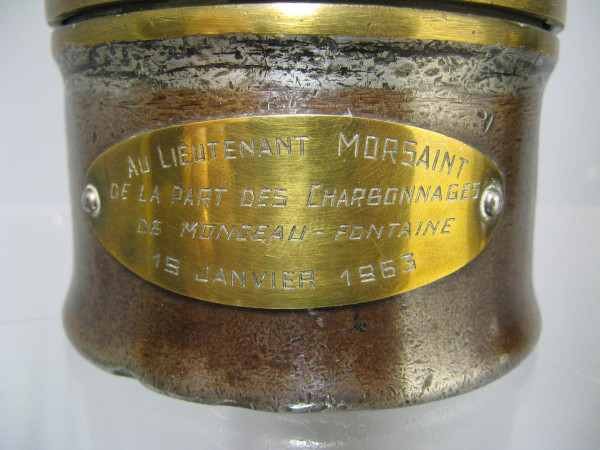 AU LIEUTENANT MORSAINT
DE LA PART DES CHARBONNAGES
DE MONCEAU-FONTAINE
19 JANVIER 1963